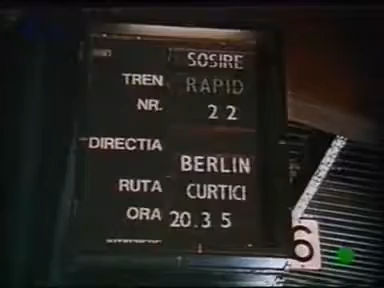 SOSIRE
TREN RAPID
NR. 22
DIRECTIA
BERLIN
RUTA CURTICI
ORA 20.35
6